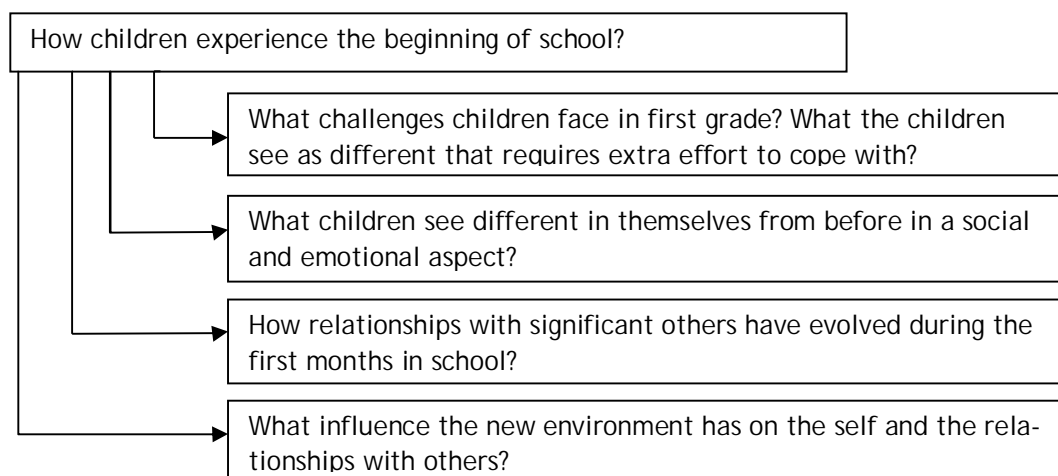 How children experience the beginning of school?
What challenges children face in first grade? What the children
see as different that requires extra effort to cope with?
What children see different in themselves from before in a social
and emotional aspect?
How relationships with significant others have evolved during the
first months in school?
What influence the new environment has on the self and the rela-
tionships with others?